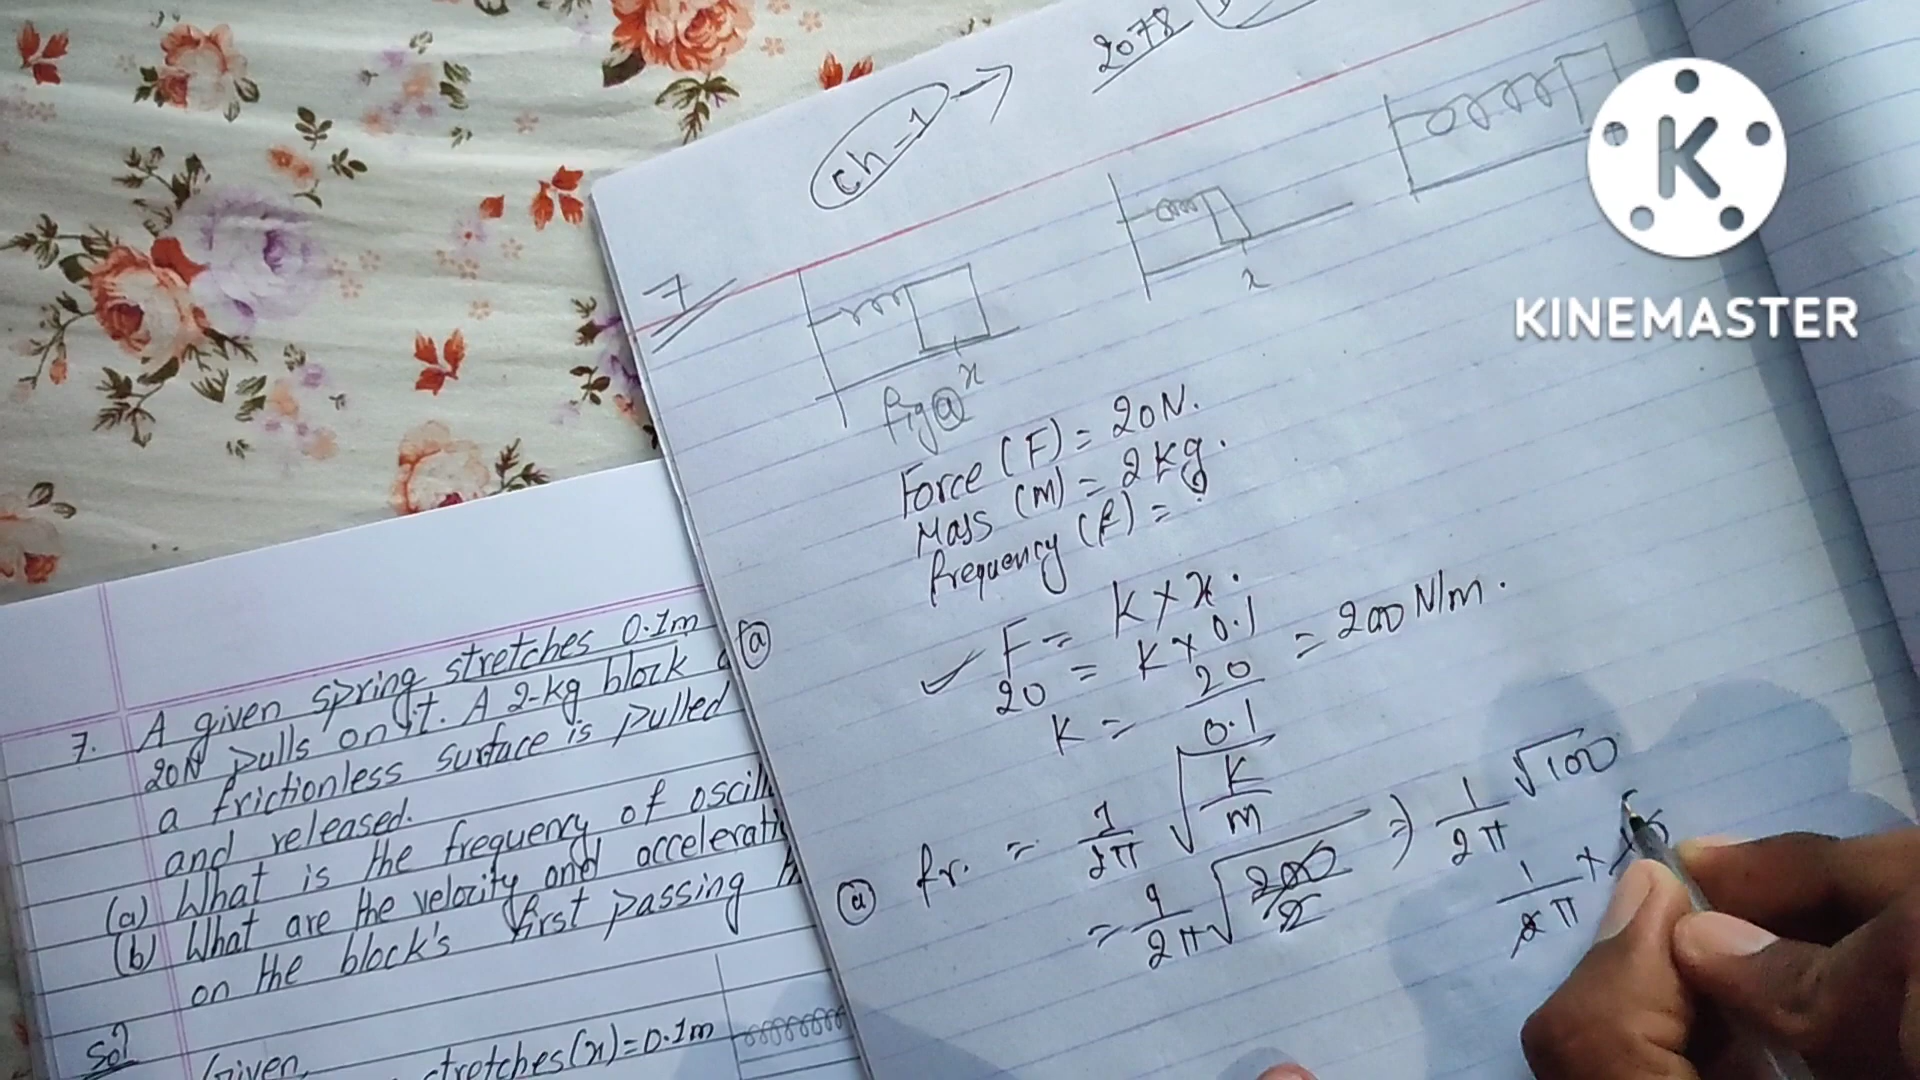 2078
Ch-1 →
7
x
x
fig (a)
Force (F) = 20N.
Mass (m) = 2 kg.
frequency (f) = ?
✓ F = K × x.
20 = K × 0.1
K = 20/0.1 = 200 N/m.
(a) fr. = 1/2π √K/m
= 1/2π √200/2 ⇒ 1/2π √100
1/2π ×
7. A given spring stretches 0.1m
20N pulls on it. A 2-kg block
a frictionless surface is pulled
and released.
(a) What is the frequency of oscill
(b) What are the velocity and accelerati
on the block's first passing
Sol
Given,
stretches(x)=0.1m
(a)
K
KINEMASTER